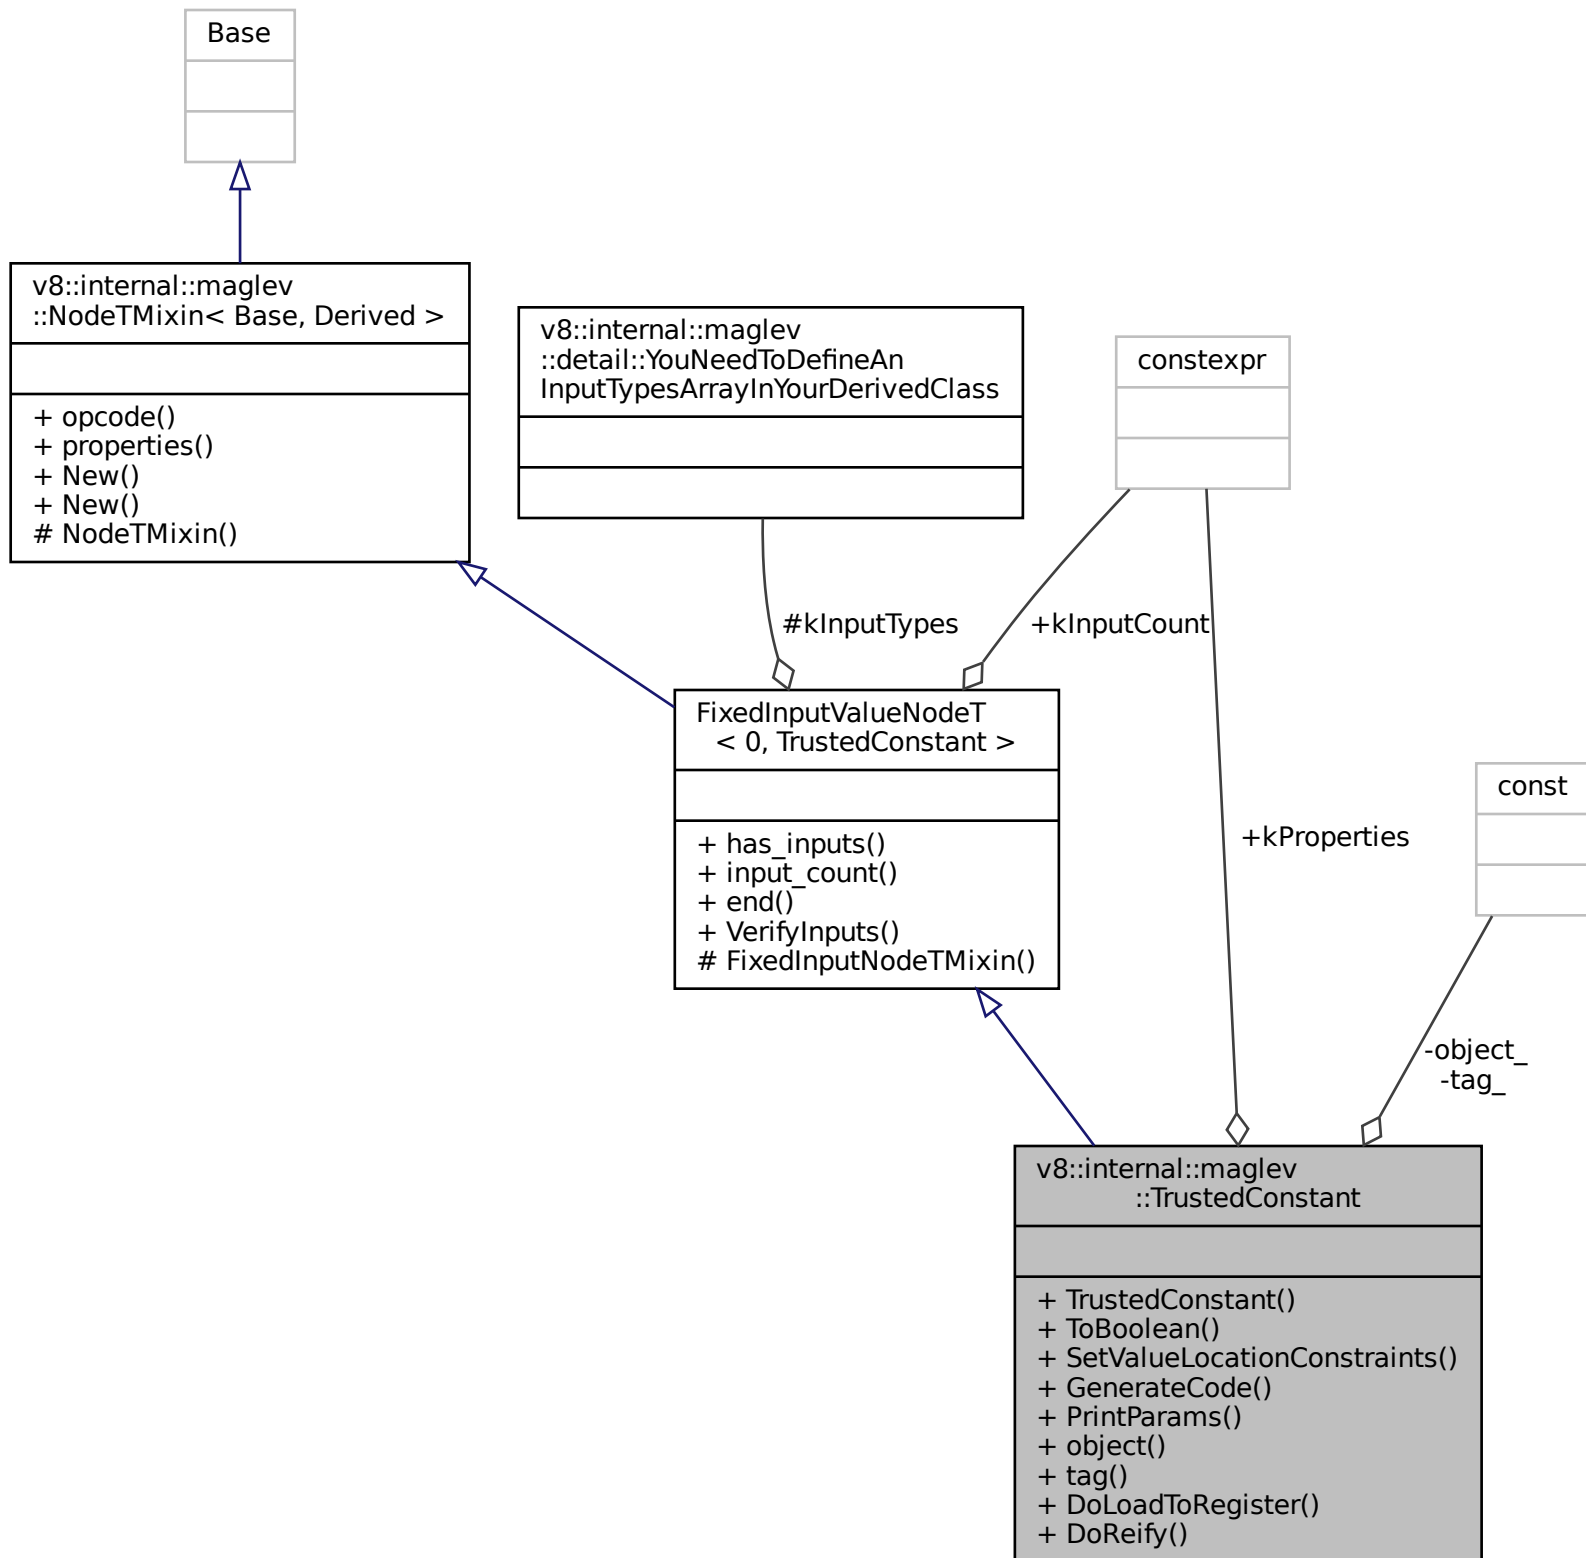 Base
v8::internal::maglev
::NodeTMixin< Base, Derived >
+ opcode()
+ properties()
+ New()
+ New()
# NodeTMixin()
v8::internal::maglev
::detail::YouNeedToDefineAn
InputTypesArrayInYourDerivedClass
constexpr
#kInputTypes
+kInputCount
FixedInputValueNodeT
< 0, TrustedConstant >
+ has_inputs()
+ input_count()
+ end()
+ VerifyInputs()
# FixedInputNodeTMixin()
const
+kProperties
-object_
-tag_
v8::internal::maglev
::TrustedConstant
+ TrustedConstant()
+ ToBoolean()
+ SetValueLocationConstraints()
+ GenerateCode()
+ PrintParams()
+ object()
+ tag()
+ DoLoadToRegister()
+ DoReify()